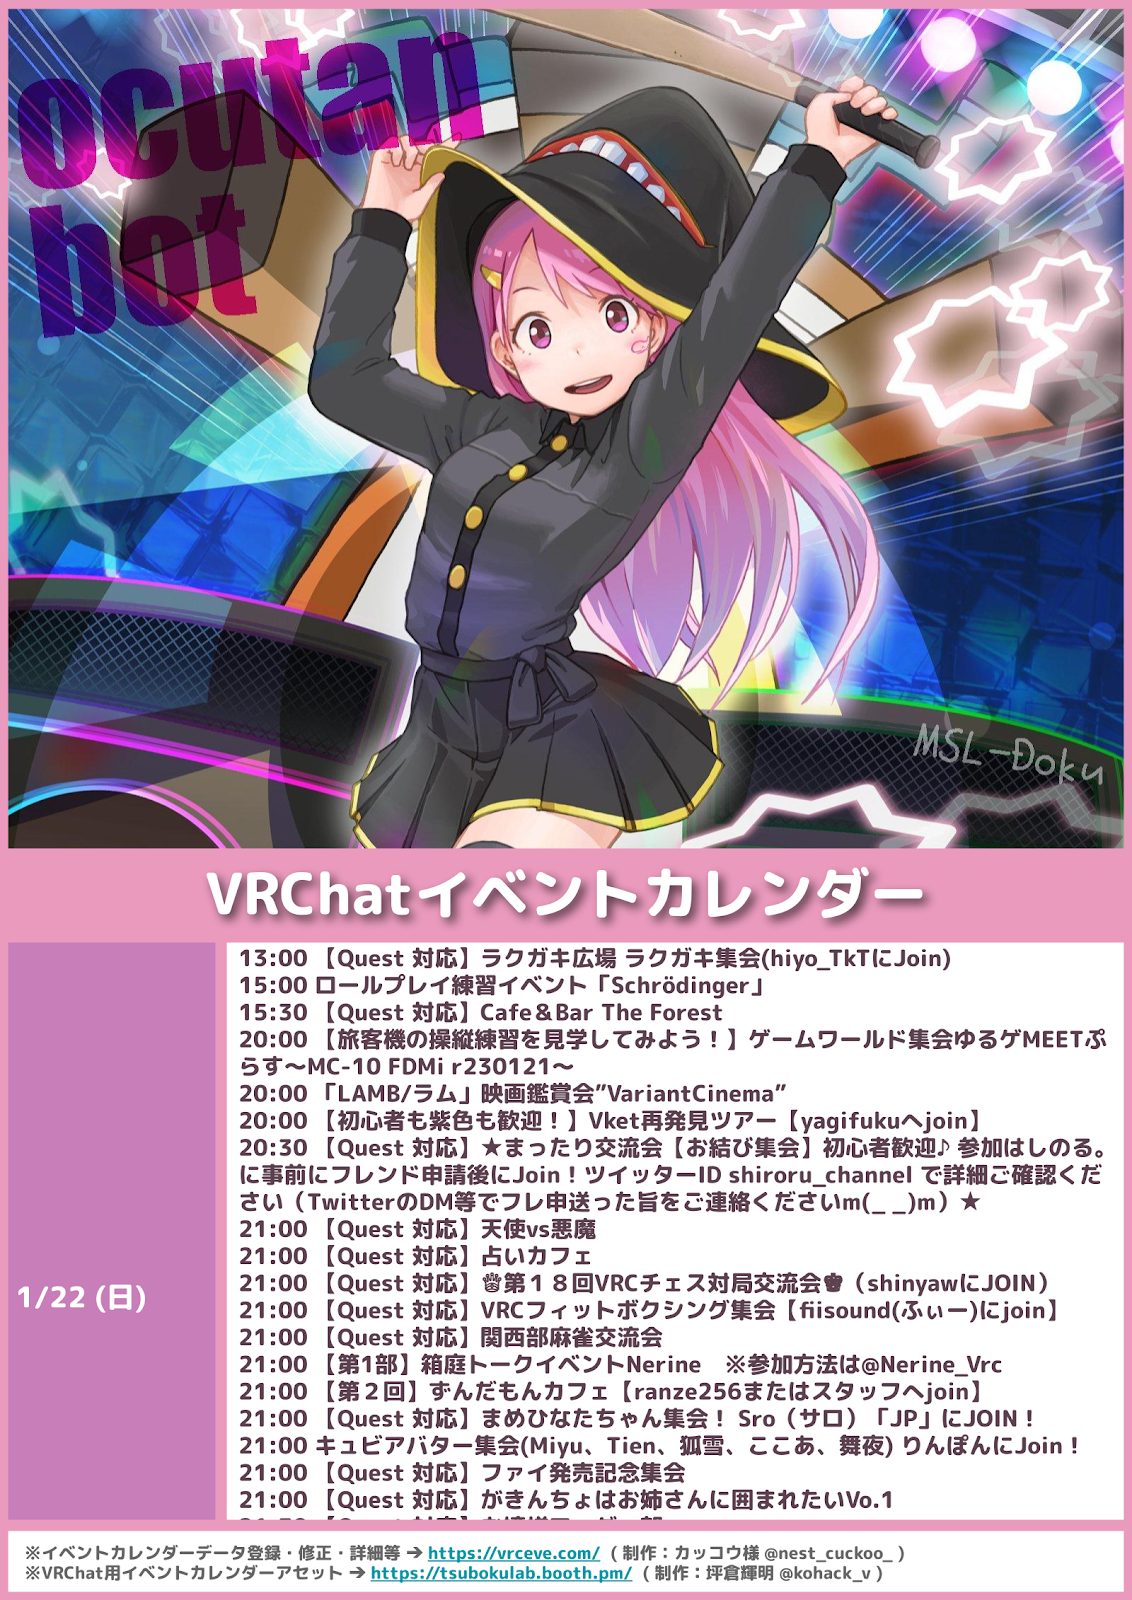 ocutan
bot
MSL-Doku
VRChatイベントカレンダー
1/22 (日)
13:00 【Quest 対応】ラクガキ広場 ラクガキ集会(hiyo_TkTにJoin)
15:00 ロールプレイ練習イベント「Schrödinger」
15:30 【Quest 対応】Cafe＆Bar The Forest
20:00 【旅客機の操縦練習を見学してみよう！】ゲームワールド集会ゆるゲMEETぷ
らす～MC-10 FDMi r230121～
20:00 「LAMB/ラム」映画鑑賞会”VariantCinema”
20:00 【初心者も紫色も歓迎！】Vket再発見ツアー【yagifukuへjoin】
20:30 【Quest 対応】★まったり交流会【お結び集会】初心者歓迎♪ 参加はしのる。
に事前にフレンド申請後にJoin！ツイッターID shiroru_channel で詳細ご確認くだ
さい（TwitterのDM等でフレ申送った旨をご連絡くださいm(_ _)m）★
21:00 【Quest 対応】天使vs悪魔
21:00 【Quest 対応】占いカフェ
21:00 【Quest 対応】♕第１８回VRCチェス対局交流会♚（shinyawにJOIN）
21:00 【Quest 対応】VRCフィットボクシング集会【fiisound(ふぃー)にjoin】
21:00 【Quest 対応】関西部麻雀交流会
21:00 【第1部】箱庭トークイベントNerine　※参加方法は@Nerine_Vrc
21:00 【第２回】ずんだもんカフェ【ranze256またはスタッフへjoin】
21:00 【Quest 対応】まめひなたちゃん集会！ Sro（サロ）「JP」にJOIN！
21:00 キュビアバター集会(Miyu、Tien、狐雪、ここあ、舞夜) りんぽんにJoin！
21:00 【Quest 対応】ファイ発売記念集会
21:00 【Quest 対応】がきんちょはお姉さんに囲まれたいVo.1
※イベントカレンダーデータ登録・修正・詳細等 ➔ https://vrceve.com/（制作：カッコウ様 @nest_cuckoo_）
※VRChat用イベントカレンダーアセット ➔ https://tsubokulab.booth.pm/（制作：坪倉輝明 @kohack_v）